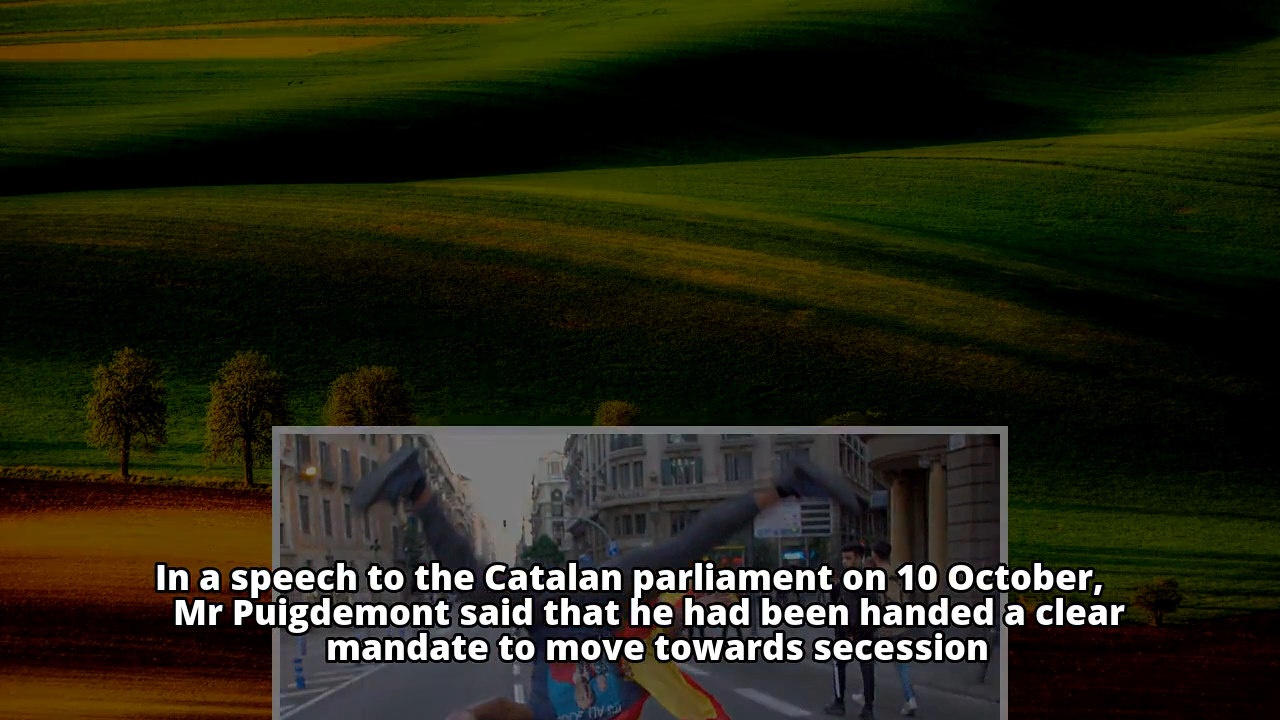 In a speech to the Catalan parliament on 10 October,
Mr Puigdemont said that he had been handed a clear
mandate to move towards secession